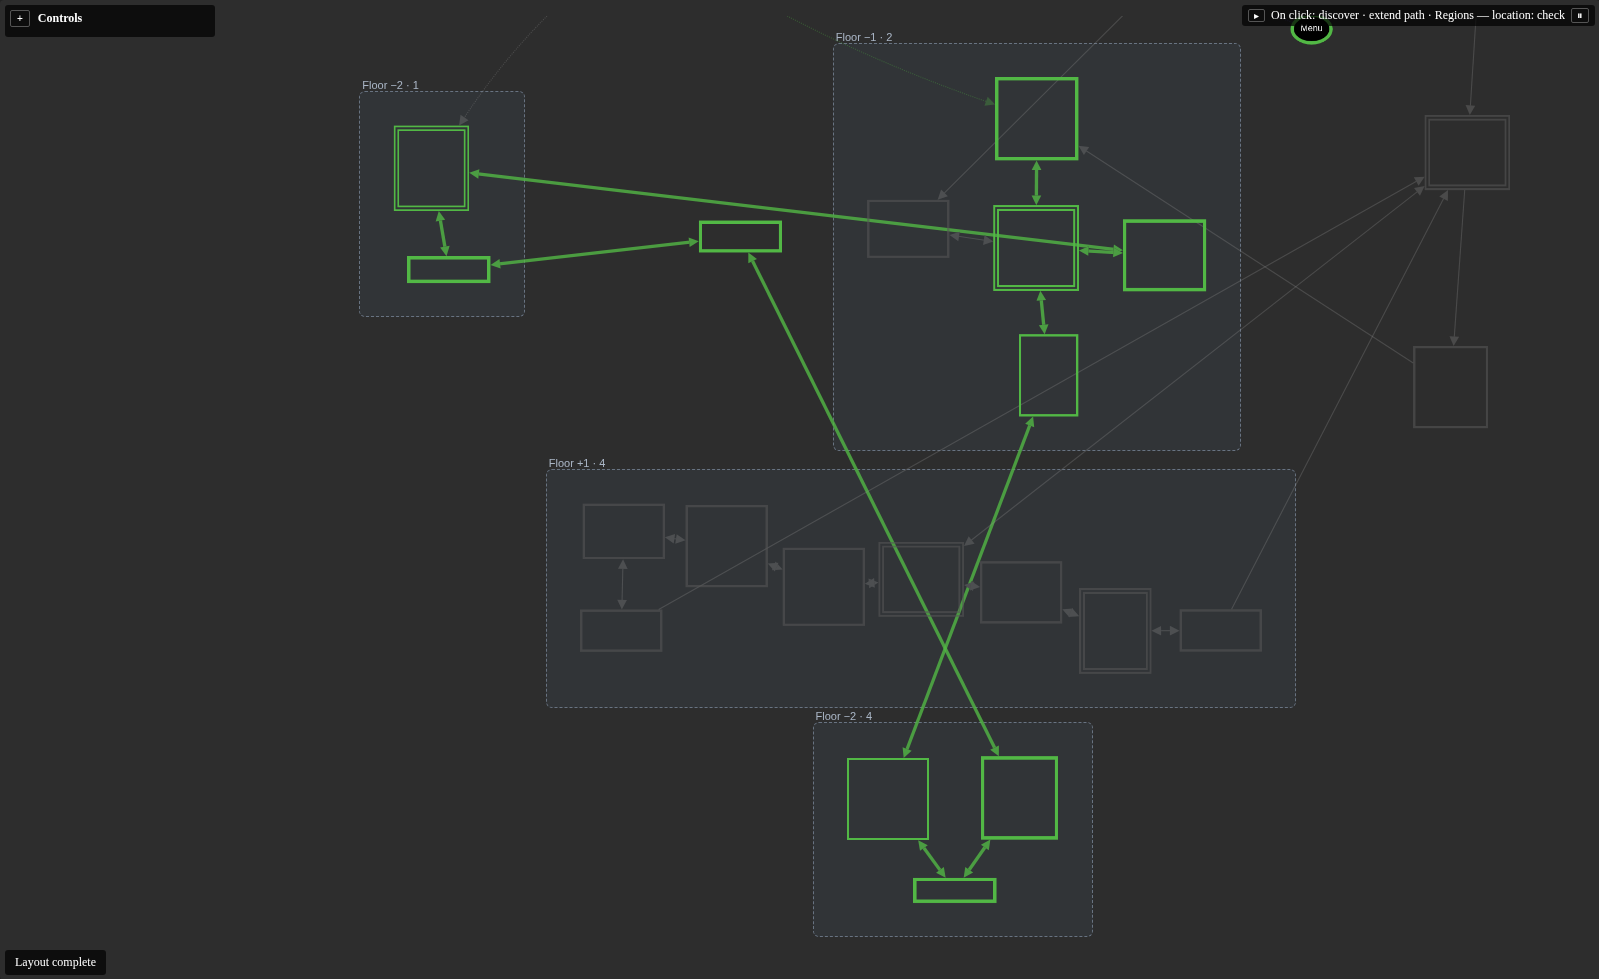 + Controls
▸ On click: discover · extend path · Regions — location: check ⏸
Menu
Floor −1 · 2
Floor −2 · 1
Floor +1 · 4
Floor −2 · 4
Layout complete